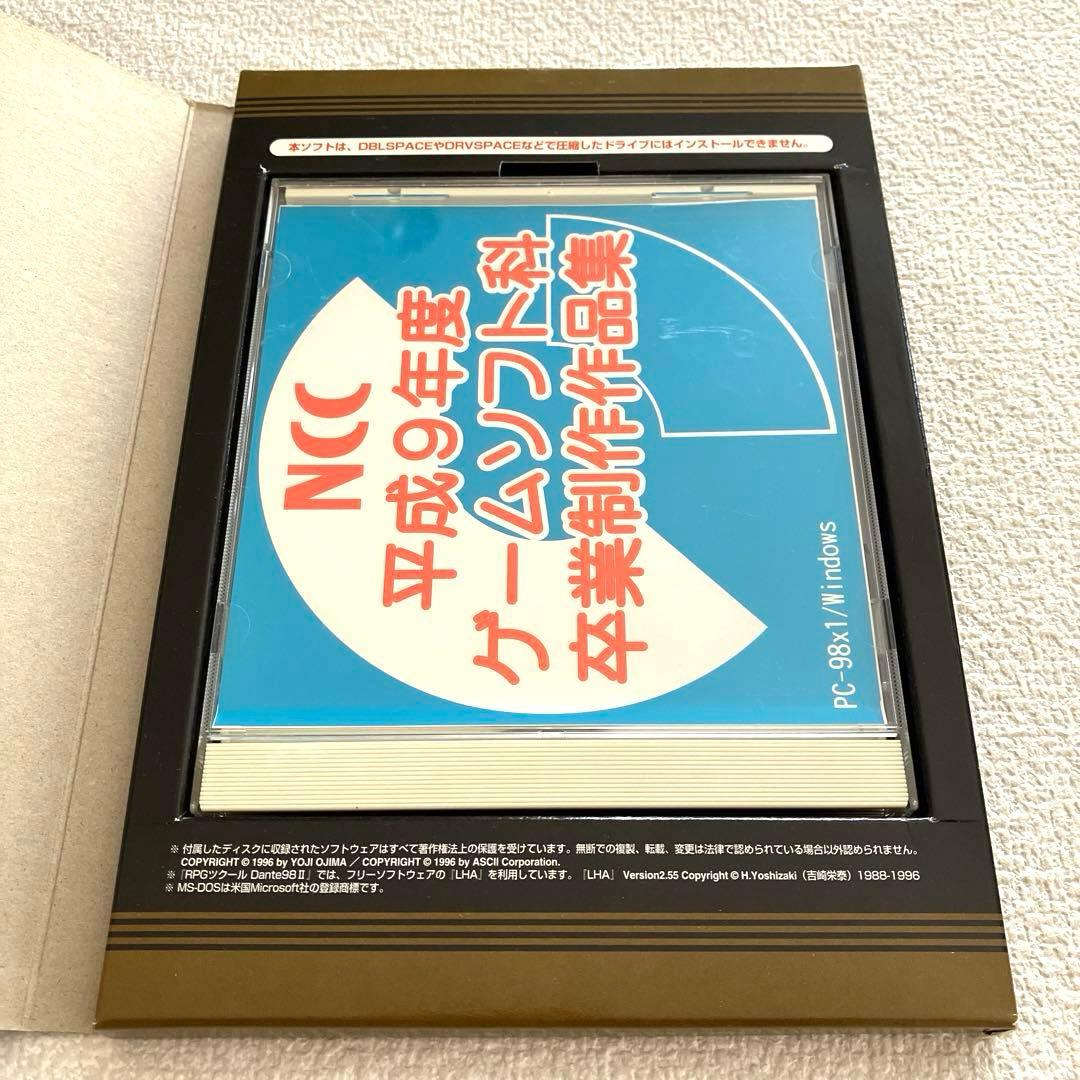 本ソフトは、DBLSPACEやDRVSPACEなどで圧縮したドライブにはインストールできません。
NCC
平成9年度
ゲームソフト科
卒業制作作品集
PC-98x1/Windows
※ 付属したディスクに収録されたソフトウェアはすべて著作権法上の保護を受けています。無断での複製、転載、変更は法律で認められている場合以外認められません。
COPYRIGHT © 1996 by YOJI OJIMA / COPYRIGHT © 1996 by ASCII Corporation.
※『RPGツクール Dante98Ⅱ』では、フリーソフトウェアの『LHA』を利用しています。『LHA』 Version2.55 Copyright © H.Yoshizaki（吉崎栄泰）1988-1996
※ MS-DOSは米国Microsoft社の登録商標です。